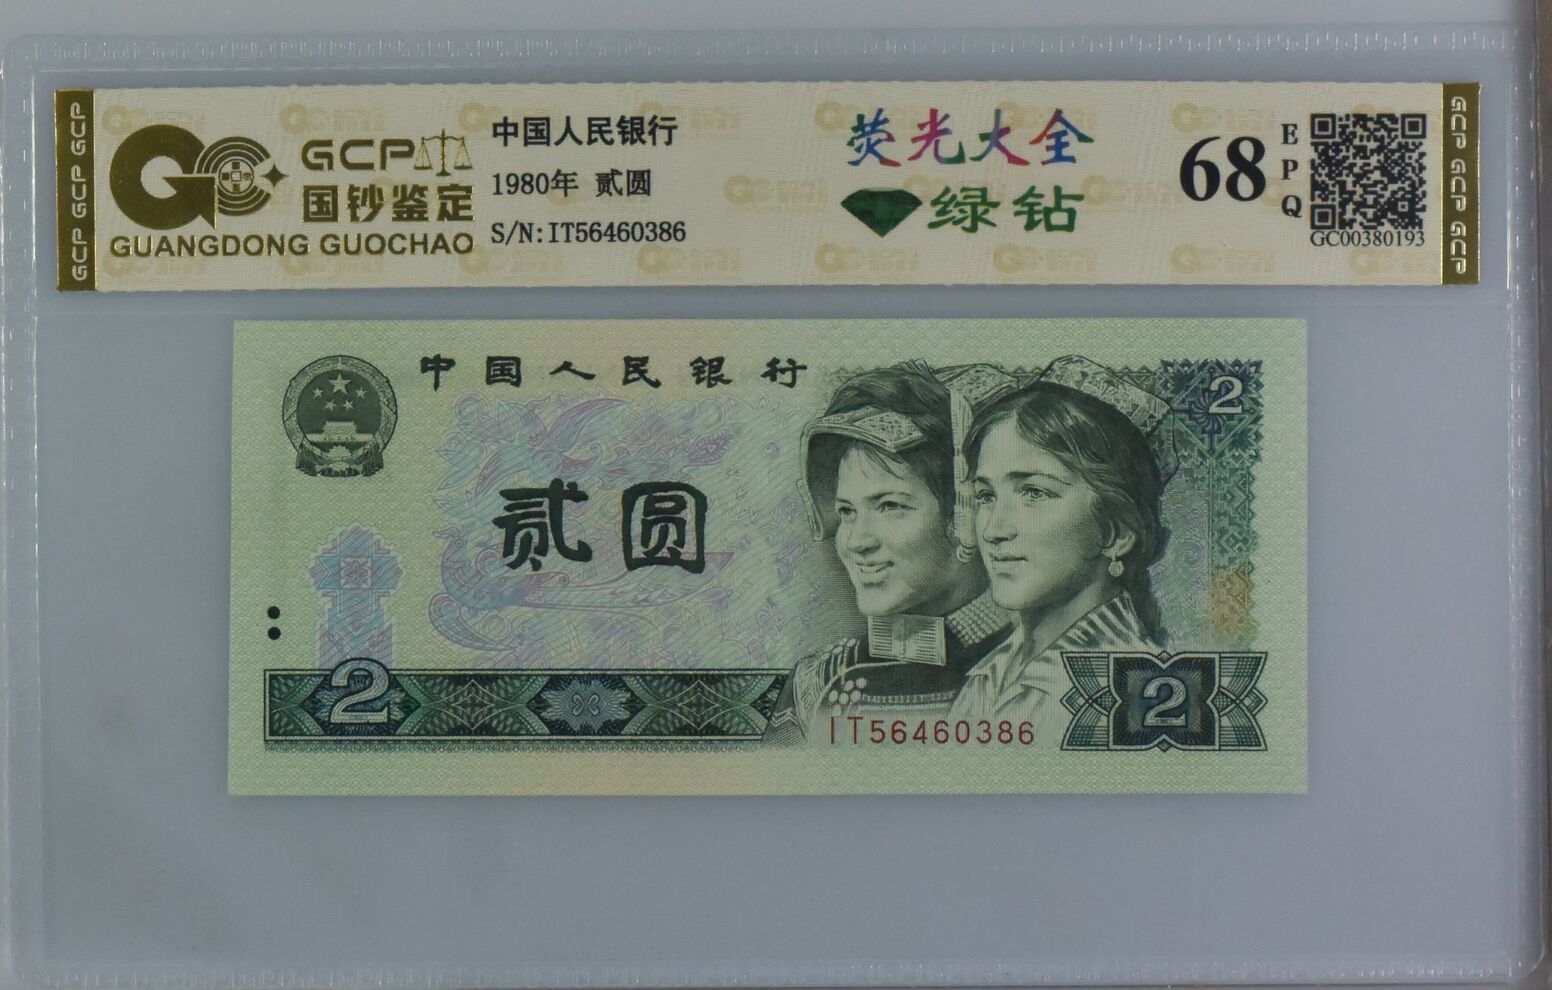 GCP GCP GCP
GCP
国钞鉴定
GUANGDONG GUOCHAO
中国人民银行
1980年 贰圆
S/N:IT56460386
荧光大全
绿钻
68
EPQ
GC00380193
GCP GCP GCP
中国人民银行
2
贰圆
2
IT56460386
2